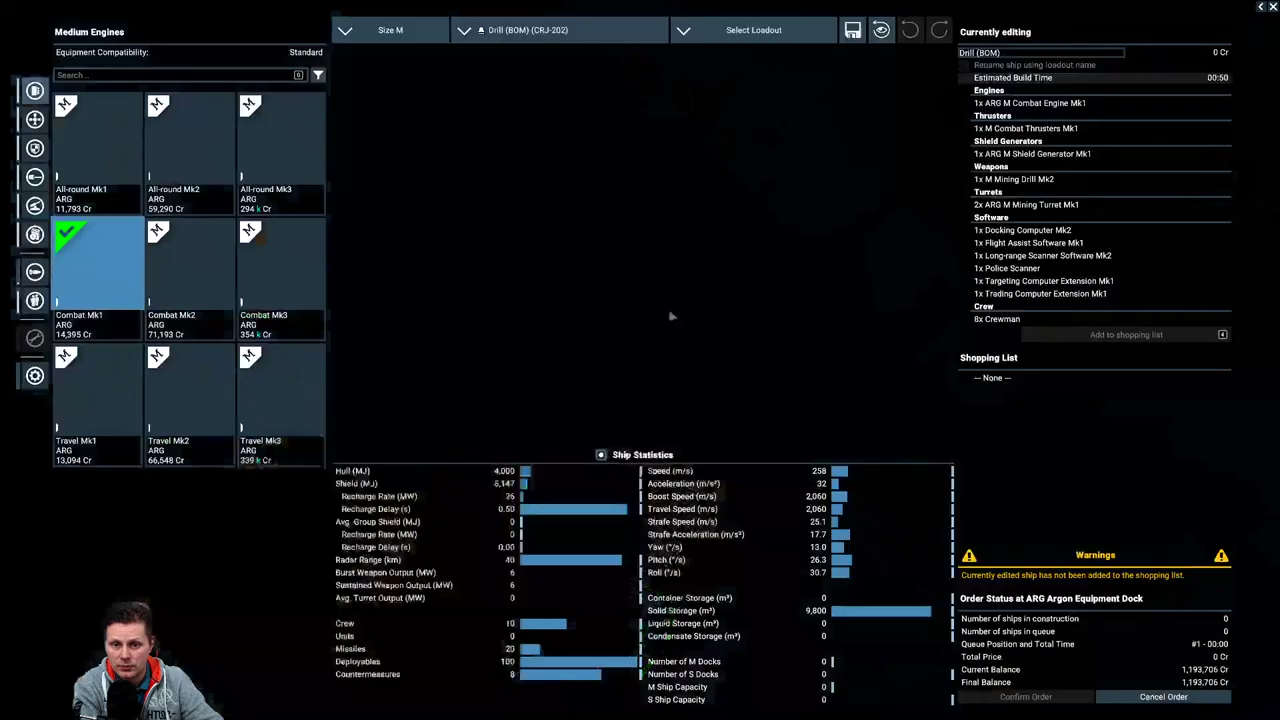 Medium Engines
Equipment Compatibility: Standard
Search...
All-round Mk1
ARG
11,793 Cr
All-round Mk2
ARG
59,290 Cr
All-round Mk3
ARG
294 k Cr
Combat Mk1
ARG
14,395 Cr
Combat Mk2
ARG
71,193 Cr
Combat Mk3
ARG
354 k Cr
Travel Mk1
ARG
13,094 Cr
Travel Mk2
ARG
66,548 Cr
Travel Mk3
ARG
339 k Cr
Size M
Drill (BOM) (CRJ-202)
Select Loadout
Ship Statistics
Hull (MJ) 4,000
Shield (MJ) 5,147
Recharge Rate (MW) 26
Recharge Delay (s) 0.50
Avg. Group Shield (MJ) 0
Recharge Rate (MW) 0
Recharge Delay (s) 0.00
Radar Range (km) 40
Burst Weapon Output (MW) 6
Sustained Weapon Output (MW) 6
Avg. Turret Output (MW) 0
Crew 10
Units 0
Missiles 20
Deployables 100
Countermeasures 8
Speed (m/s) 258
Acceleration (m/s²) 32
Boost Speed (m/s) 2,060
Travel Speed (m/s) 2,060
Strafe Speed (m/s) 25.1
Strafe Acceleration (m/s²) 17.7
Yaw (°/s) 13.0
Pitch (°/s) 26.3
Roll (°/s) 30.7
Container Storage (m³) 0
Solid Storage (m³) 9,800
Liquid Storage (m³) 0
Condensate Storage (m³) 0
Number of M Docks 0
Number of S Docks 0
M Ship Capacity 0
S Ship Capacity 0
Currently editing
Drill (BOM) 0 Cr
Rename ship using loadout name
Estimated Build Time 00:50
Engines
1x ARG M Combat Engine Mk1
Thrusters
1x M Combat Thrusters Mk1
Shield Generators
1x ARG M Shield Generator Mk1
Weapons
1x M Mining Drill Mk2
Turrets
2x ARG M Mining Turret Mk1
Software
1x Docking Computer Mk2
1x Flight Assist Software Mk1
1x Long-range Scanner Software Mk2
1x Police Scanner
1x Targeting Computer Extension Mk1
1x Trading Computer Extension Mk1
Crew
8x Crewman
Add to shopping list
Shopping List
-- None --
Warnings
Currently edited ship has not been added to the shopping list.
Order Status at ARG Argon Equipment Dock
Number of ships in construction 0
Number of ships in queue 0
Queue Position and Total Time #1 - 00:00
Total Price 0 Cr
Current Balance 1,193,706 Cr
Final Balance 1,193,706 Cr
Confirm Order
Cancel Order